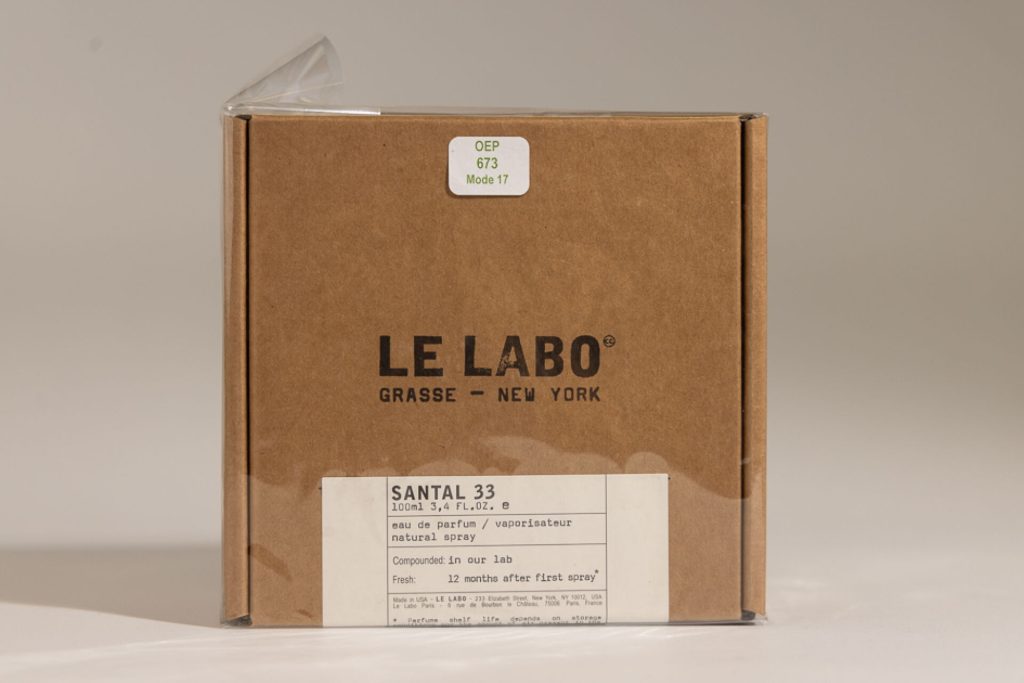 OEP
673
Mode 17
LE LABO
GRASSE — NEW YORK
SANTAL 33
100ml 3,4 FL.OZ. ℮
eau de parfum / vaporisateur
natural spray
Compounded: in our lab
Fresh: 12 months after first spray*
Made in USA - LE LABO - 233 Elizabeth Street, New York, NY 10012, USA
Le Labo Paris - 6 rue de Bourbon le Château, 75006 Paris, France
* Perfume shelf life depends on storage